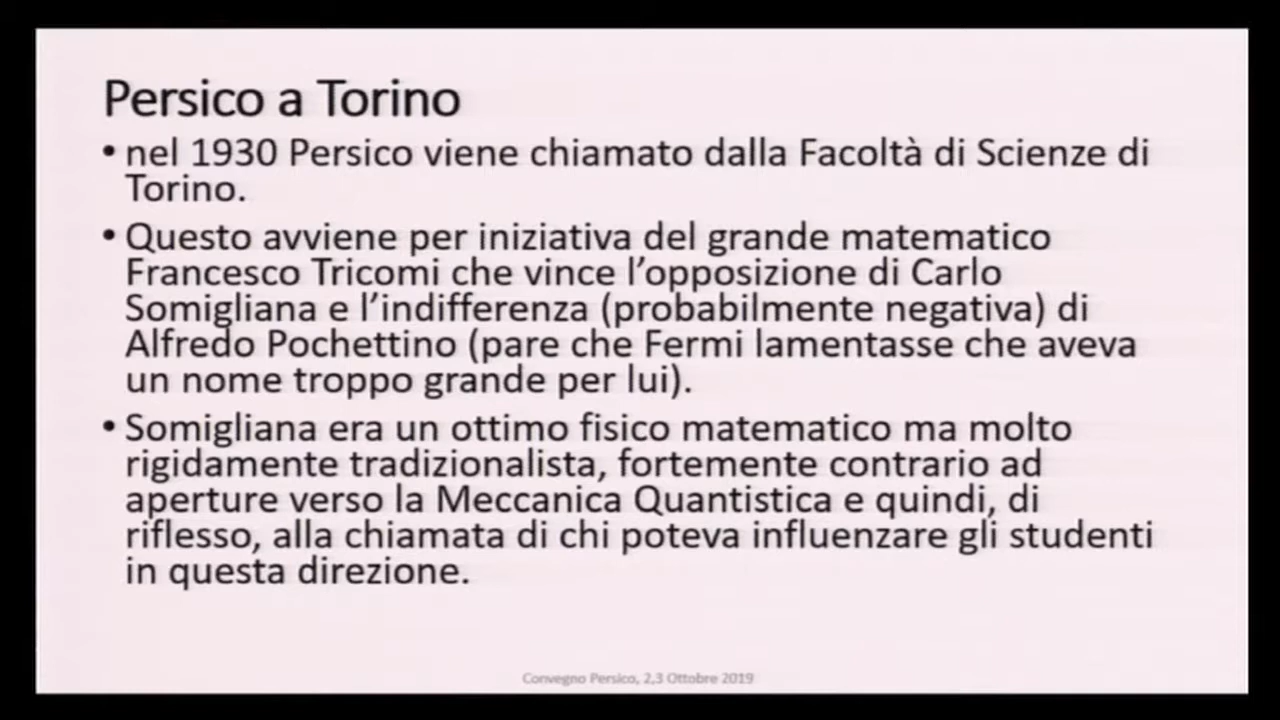 Persico a Torino
• nel 1930 Persico viene chiamato dalla Facoltà di Scienze di
Torino.
• Questo avviene per iniziativa del grande matematico
Francesco Tricomi che vince l’opposizione di Carlo
Somigliana e l’indifferenza (probabilmente negativa) di
Alfredo Pochettino (pare che Fermi lamentasse che aveva
un nome troppo grande per lui).
• Somigliana era un ottimo fisico matematico ma molto
rigidamente tradizionalista, fortemente contrario ad
aperture verso la Meccanica Quantistica e quindi, di
riflesso, alla chiamata di chi poteva influenzare gli studenti
in questa direzione.
Convegno Persico, 2,3 Ottobre 2019